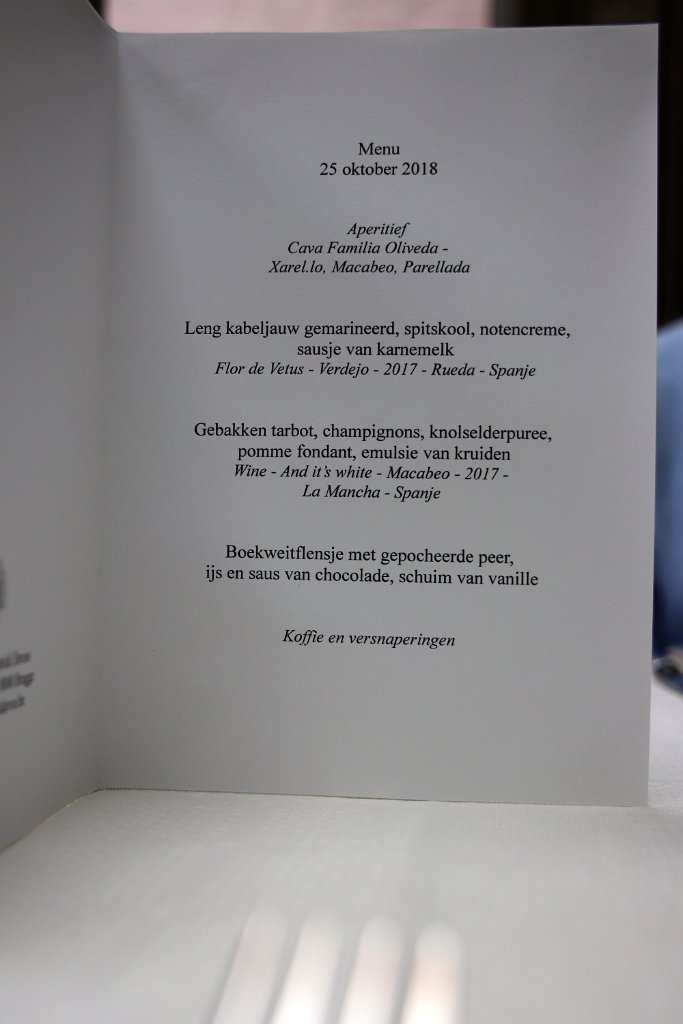 Menu
25 oktober 2018
Aperitief
Cava Familia Oliveda -
Xarel.lo, Macabeo, Parellada
Leng kabeljauw gemarineerd, spitskool, notencreme,
sausje van karnemelk
Flor de Vetus - Verdejo - 2017 - Rueda - Spanje
Gebakken tarbot, champignons, knolselderpuree,
pomme fondant, emulsie van kruiden
Wine - And it's white - Macabeo - 2017 -
La Mancha - Spanje
Boekweitflensje met gepocheerde peer,
ijs en saus van chocolade, schuim van vanille
Koffie en versnaperingen